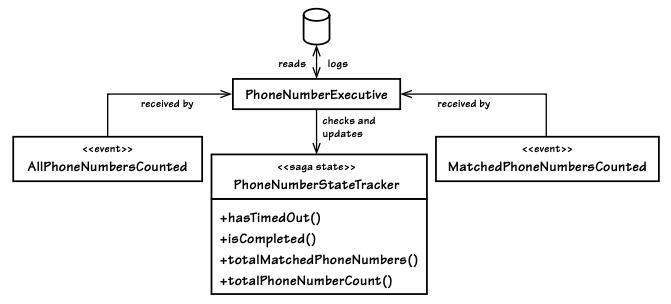 reads logs
PhoneNumberExecutive
received by
received by
checks and
updates
<<event>>
AllPhoneNumbersCounted
<<event>>
MatchedPhoneNumbersCounted
<<saga state>>
PhoneNumberStateTracker
+hasTimedOut()
+isCompleted()
+totalMatchedPhoneNumbers()
+totalPhoneNumberCount()